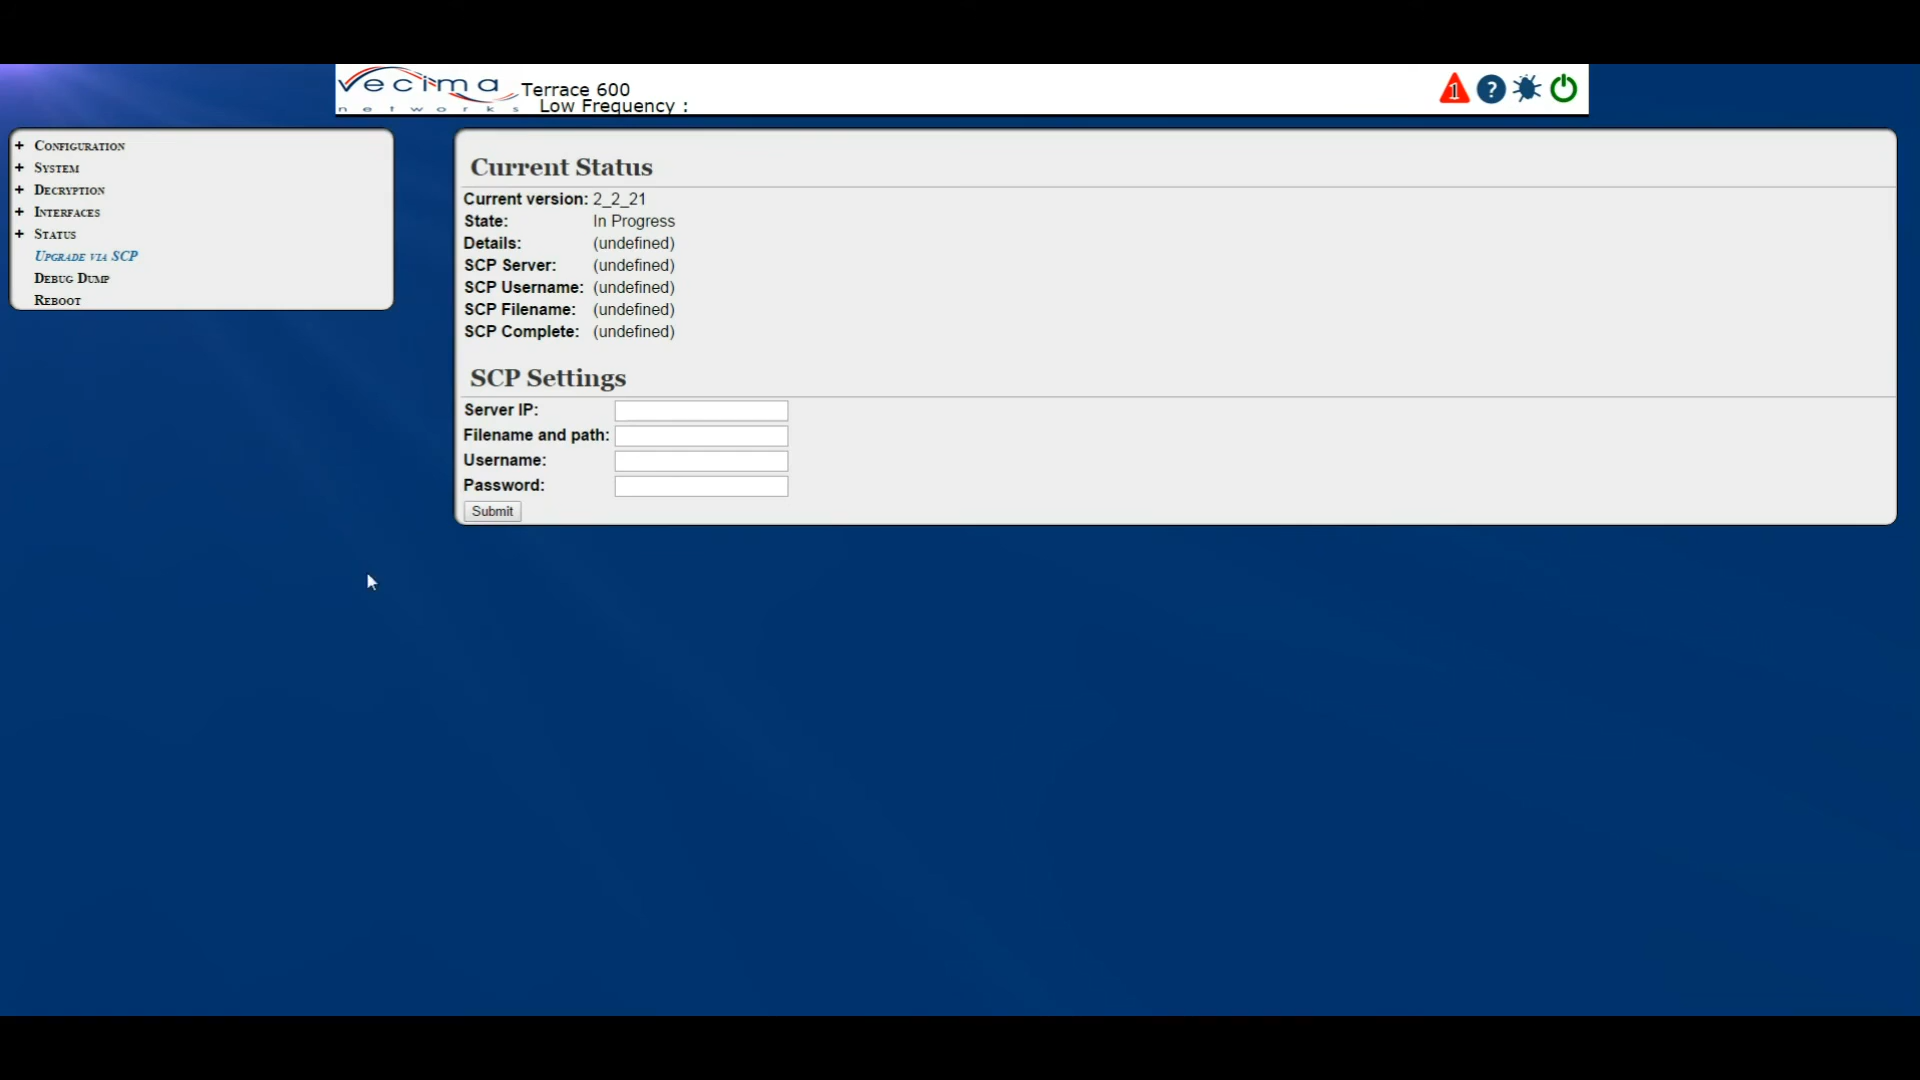 vecima
networks
Terrace 600
Low Frequency :
1
?
+ Configuration
+ System
+ Decryption
+ Interfaces
+ Status
Upgrade via SCP
Debug Dump
Reboot
Current Status
Current version: 2_2_21
State: In Progress
Details: (undefined)
SCP Server: (undefined)
SCP Username: (undefined)
SCP Filename: (undefined)
SCP Complete: (undefined)
SCP Settings
Server IP:
Filename and path:
Username:
Password:
Submit